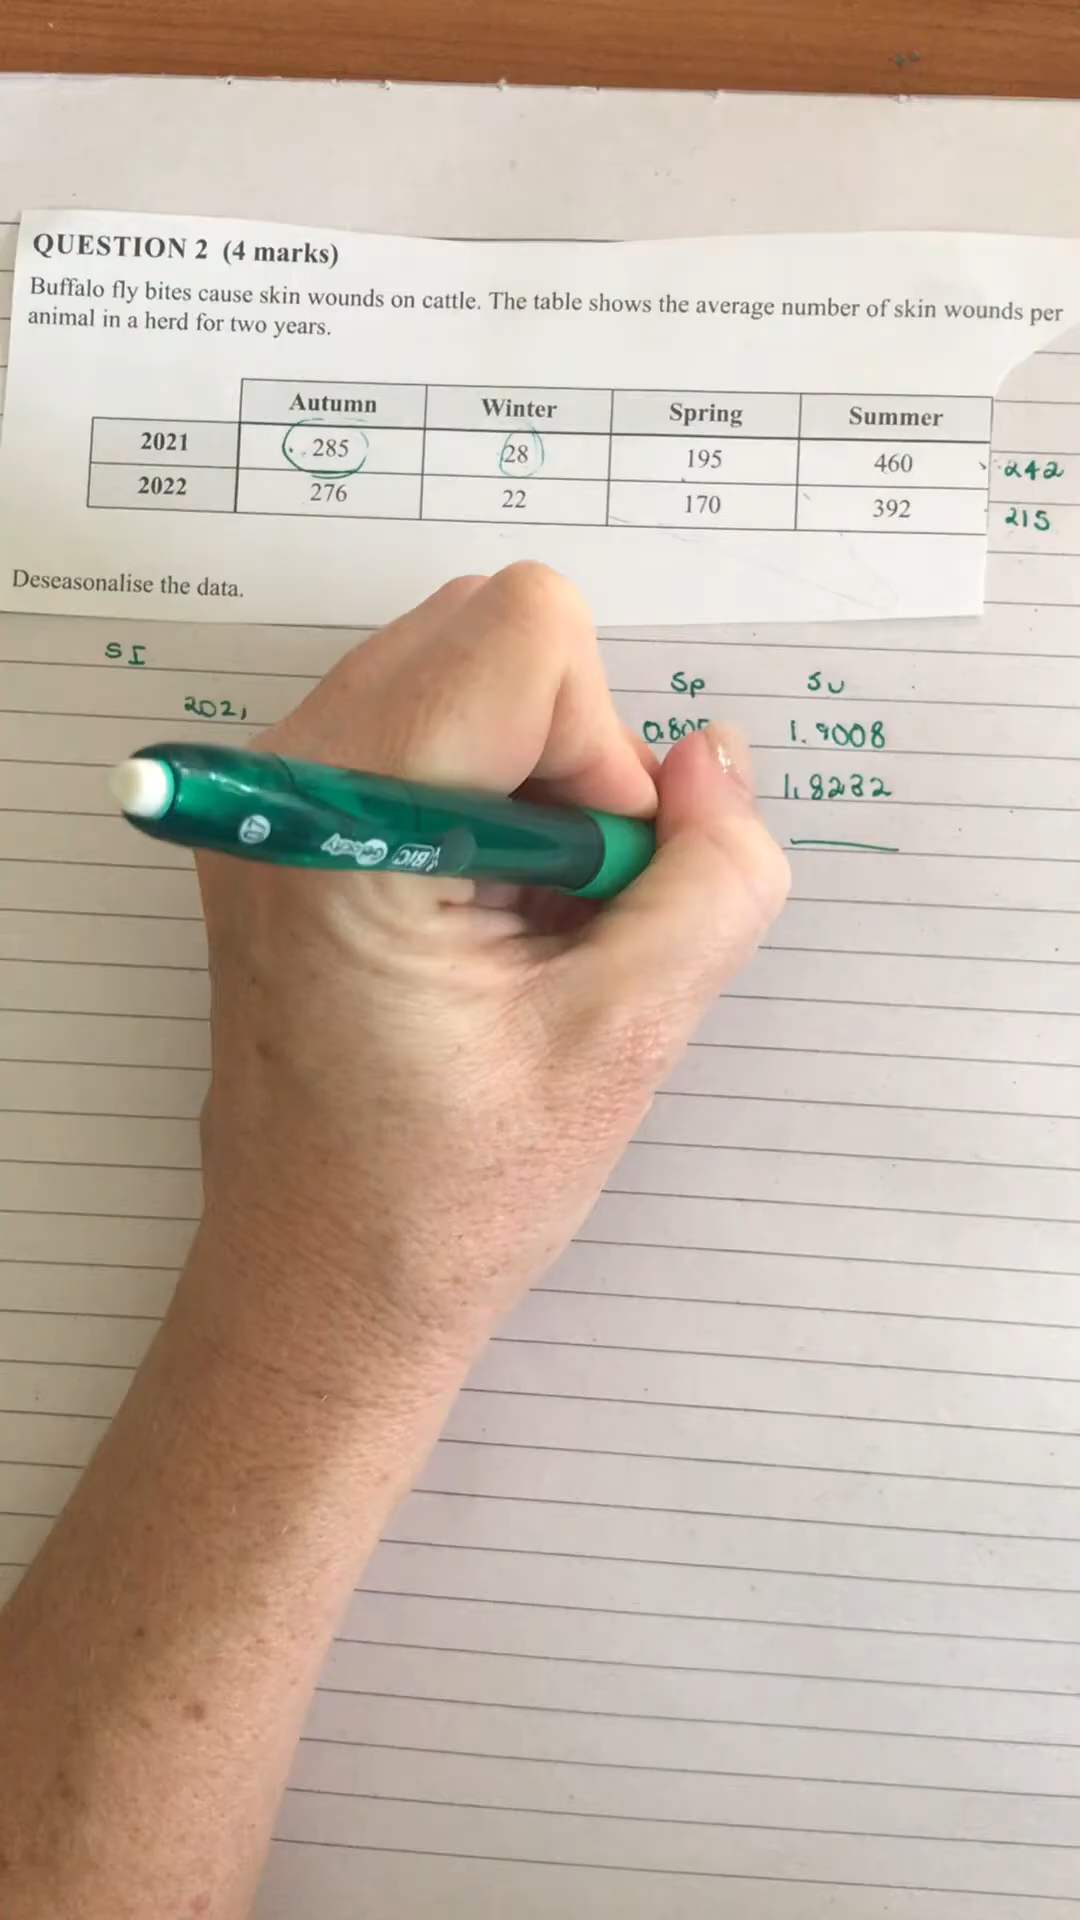 QUESTION 2 (4 marks)
Buffalo fly bites cause skin wounds on cattle. The table shows the average number of skin wounds per
animal in a herd for two years.
Autumn Winter Spring Summer
2021 285 28 195 460 242
2022 276 22 170 392 215
Deseasonalise the data.
SI
Sp Su
2021 1.9008
1.8232
BIC